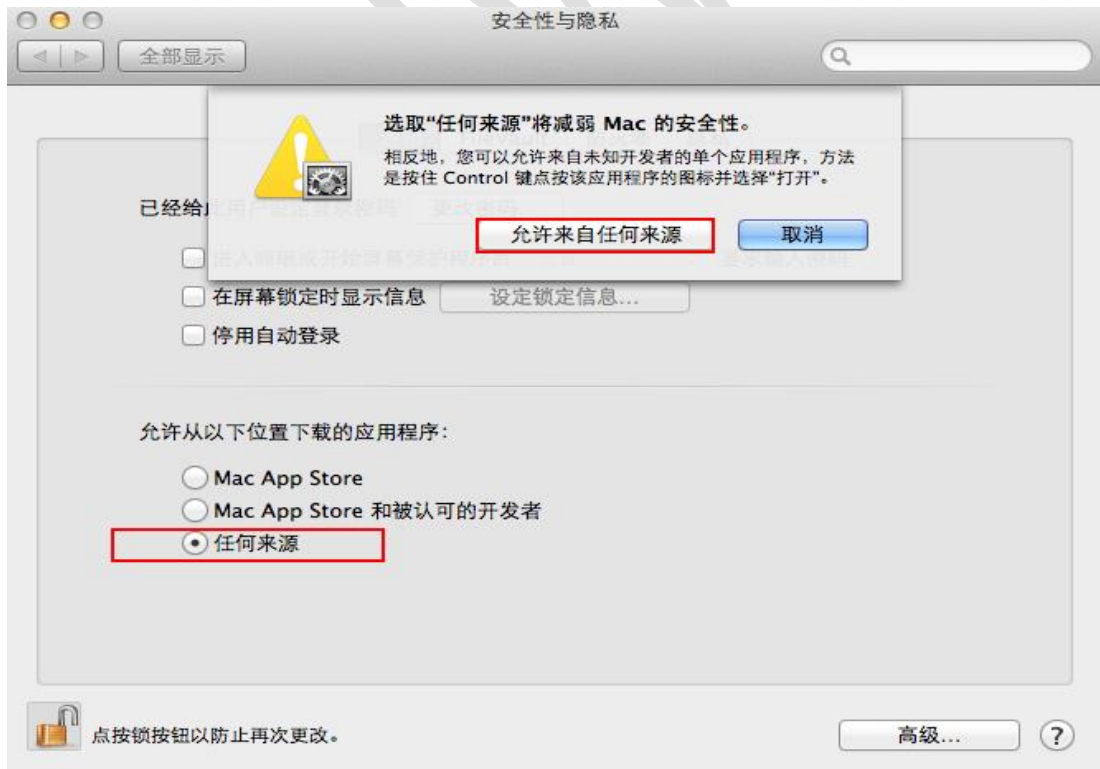 安全性与隐私
全部显示
选取“任何来源”将减弱 Mac 的安全性。
相反地，您可以允许来自未知开发者的单个应用程序，方法
是按住 Control 键点按该应用程序的图标并选择“打开”。
已经给
允许来自任何来源 取消
在屏幕锁定时显示信息 设定锁定信息...
停用自动登录
允许从以下位置下载的应用程序：
Mac App Store
Mac App Store 和被认可的开发者
任何来源
点按锁按钮以防止再次更改。
高级... ?